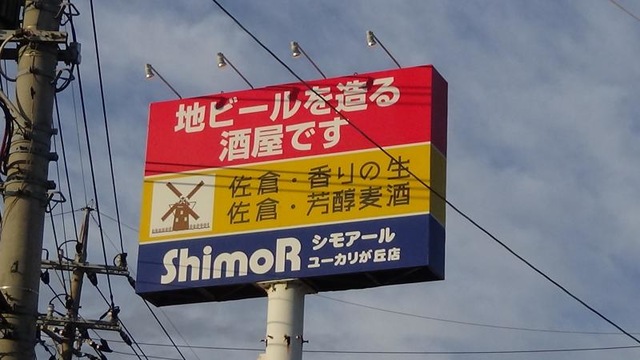 地ビールを造る
酒屋です
佐倉・香りの生
佐倉・芳醇麦酒
ShimoR
シモアール
ユーカリが丘店